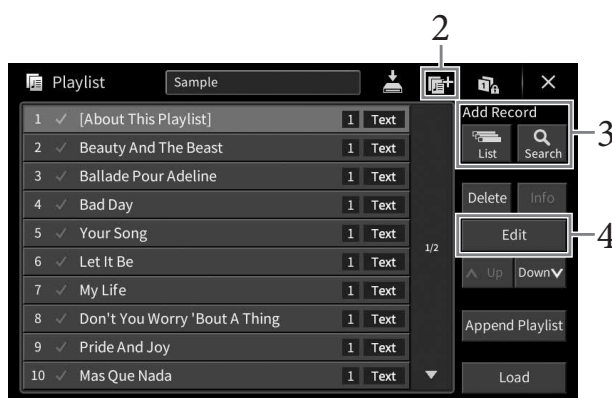 2
Playlist Sample
Add Record
1 [About This Playlist] 1 Text
3
List Search
2 Beauty And The Beast 1 Text
3 Ballade Pour Adeline 1 Text
4 Bad Day 1 Text
Delete Info
5 Your Song 1 Text
Edit
4
1/2
6 Let It Be 1 Text
Up Down
7 My Life 1 Text
8 Don't You Worry 'Bout A Thing 1 Text
Append Playlist
9 Pride And Joy 1 Text
10 Mas Que Nada 1 Text
Load